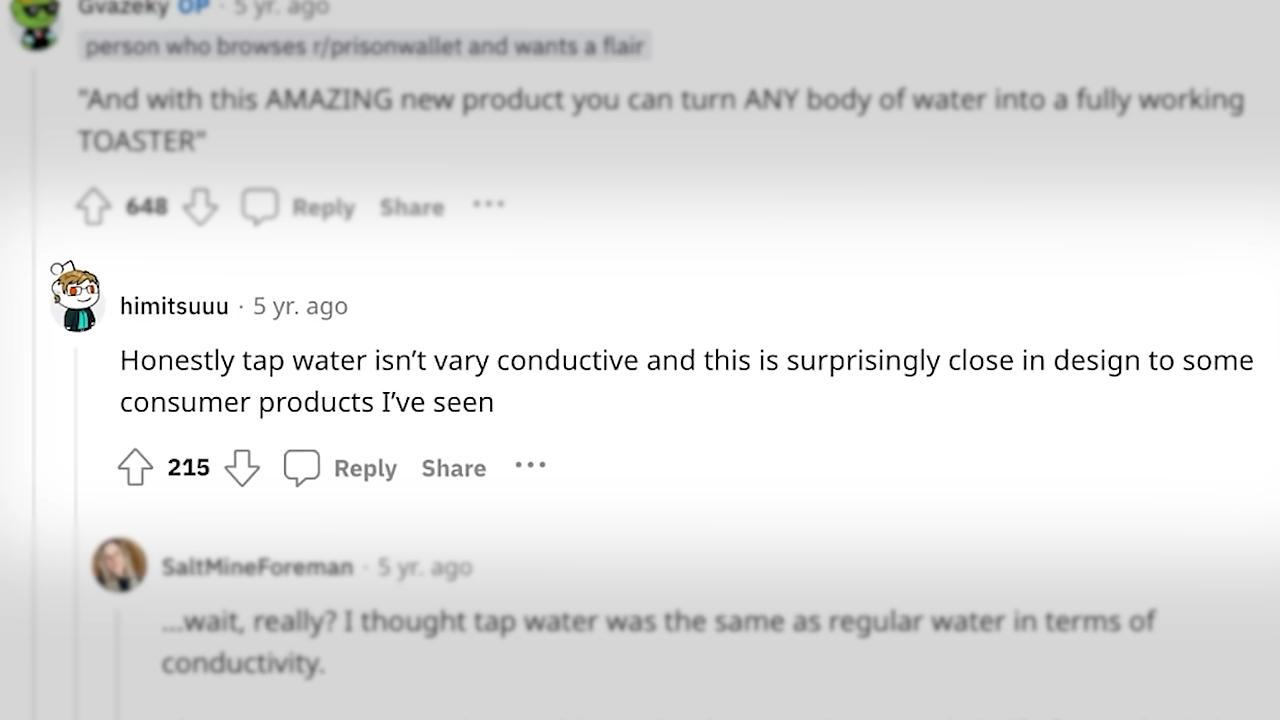 Gvazeky OP · 5 yr. ago
person who browses r/prisonwallet and wants a flair
"And with this AMAZING new product you can turn ANY body of water into a fully working
TOASTER"
648 Reply Share ...
himitsuuu · 5 yr. ago
Honestly tap water isn’t vary conductive and this is surprisingly close in design to some
consumer products I’ve seen
215 Reply Share ...
SaltMineForeman · 5 yr. ago
...wait, really? I thought tap water was the same as regular water in terms of
conductivity.